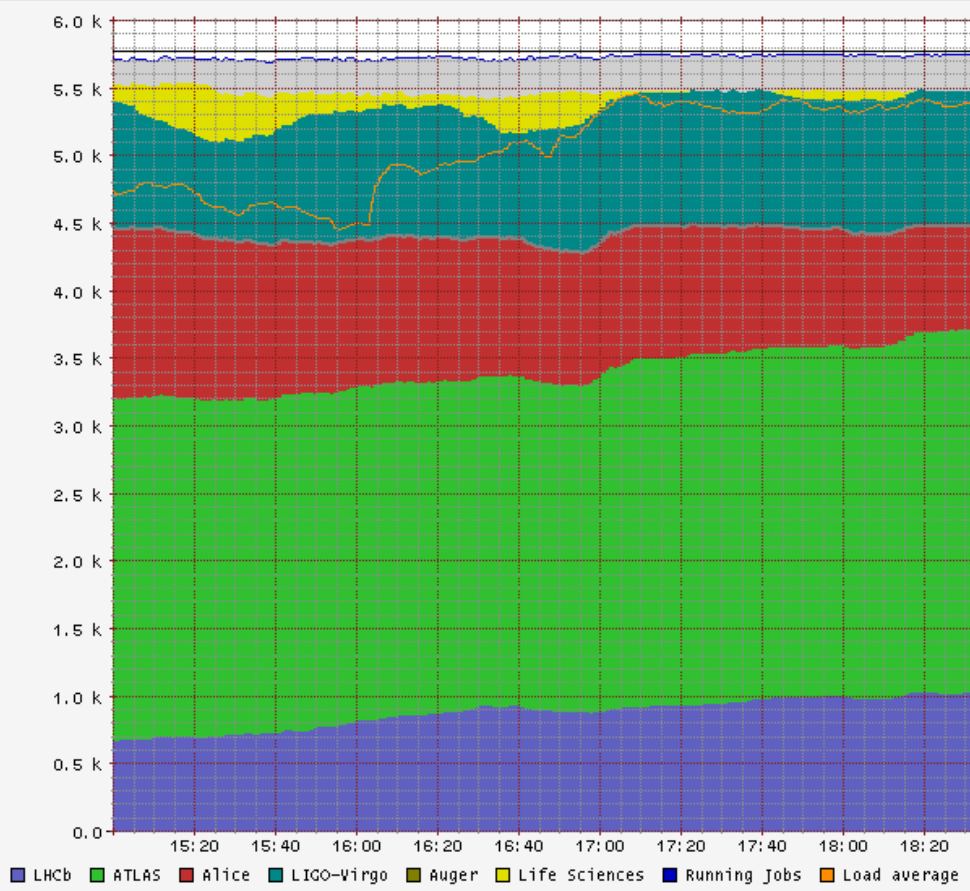 6.0 k
5.5 k
5.0 k
4.5 k
4.0 k
3.5 k
3.0 k
2.5 k
2.0 k
1.5 k
1.0 k
0.5 k
0.0
15:20 15:40 16:00 16:20 16:40 17:00 17:20 17:40 18:00 18:20
LHCb ATLAS Alice LIGO-Virgo Auger Life Sciences Running Jobs Load average